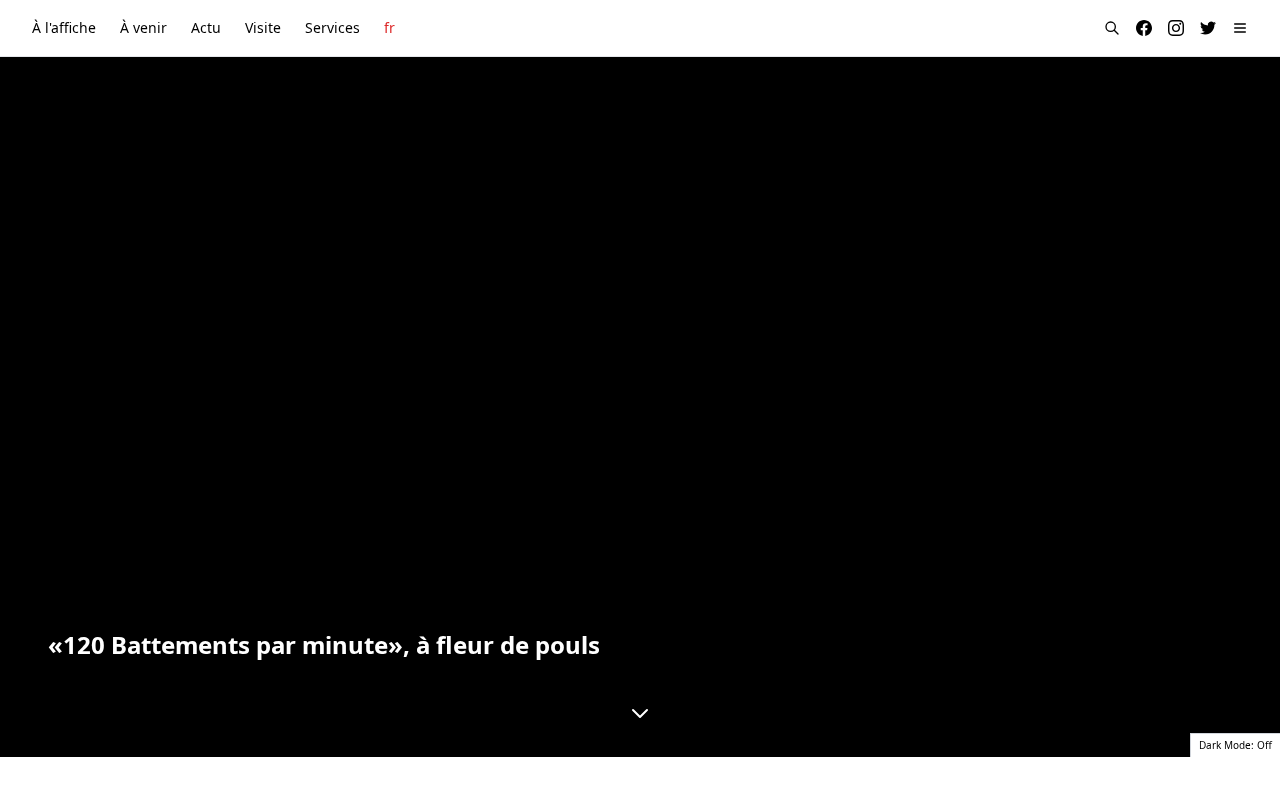 À l'affiche À venir Actu Visite Services fr
«120 Battements par minute», à fleur de pouls
Dark Mode: Off